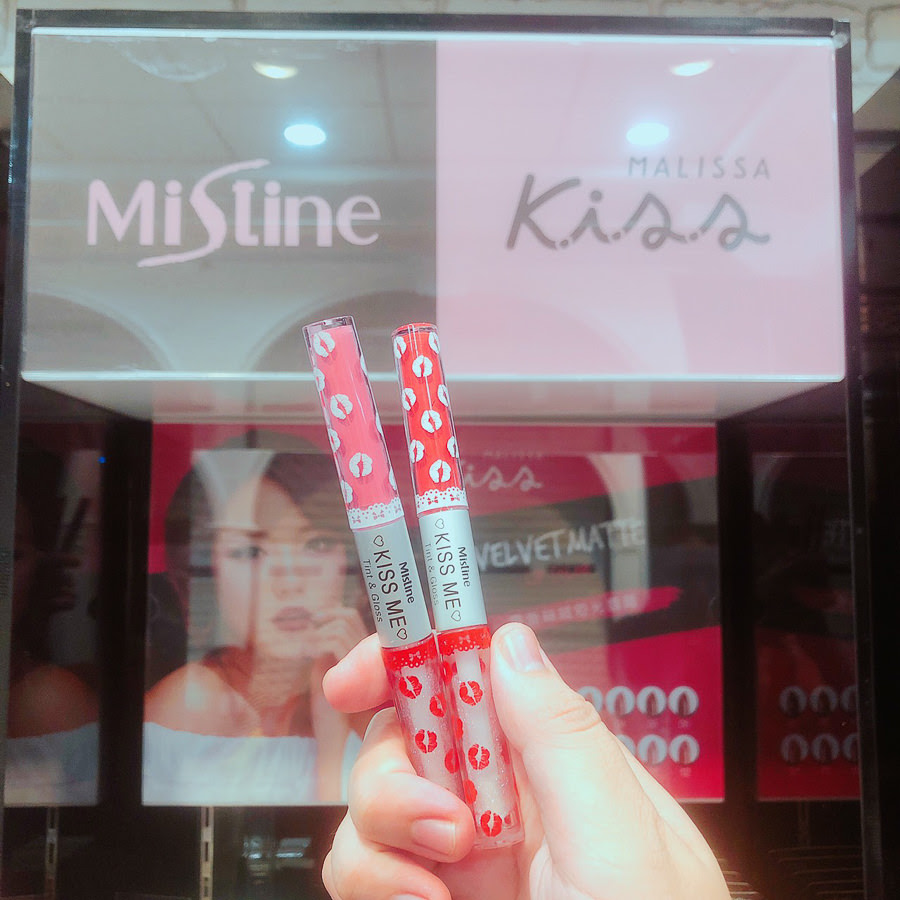 Mistine
MALISSA
K.i.s.s
Mistine
♡KISS ME♡
Tint & Gloss
Mistine
♡KISS ME♡
Tint & Gloss
kiss
VELVET MATTE